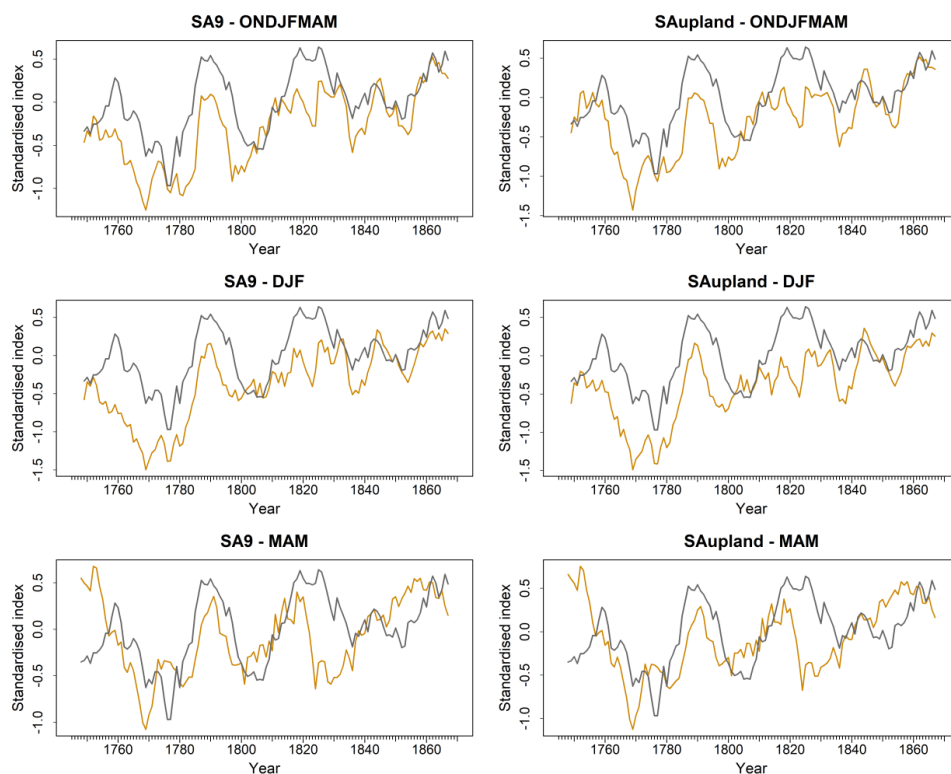 SA9 - ONDJFMAM
Standardised index
0.5
0.0
-0.5
-1.0
1760 1780 1800 1820 1840 1860
Year
SAupland - ONDJFMAM
Standardised index
0.5
0.0
-0.5
-1.0
-1.5
1760 1780 1800 1820 1840 1860
Year
SA9 - DJF
Standardised index
0.5
0.0
-0.5
-1.0
-1.5
1760 1780 1800 1820 1840 1860
Year
SAupland - DJF
Standardised index
0.5
0.0
-0.5
-1.0
-1.5
1760 1780 1800 1820 1840 1860
Year
SA9 - MAM
Standardised index
0.5
0.0
-0.5
-1.0
1760 1780 1800 1820 1840 1860
Year
SAupland - MAM
Standardised index
0.5
0.0
-0.5
-1.0
1760 1780 1800 1820 1840 1860
Year